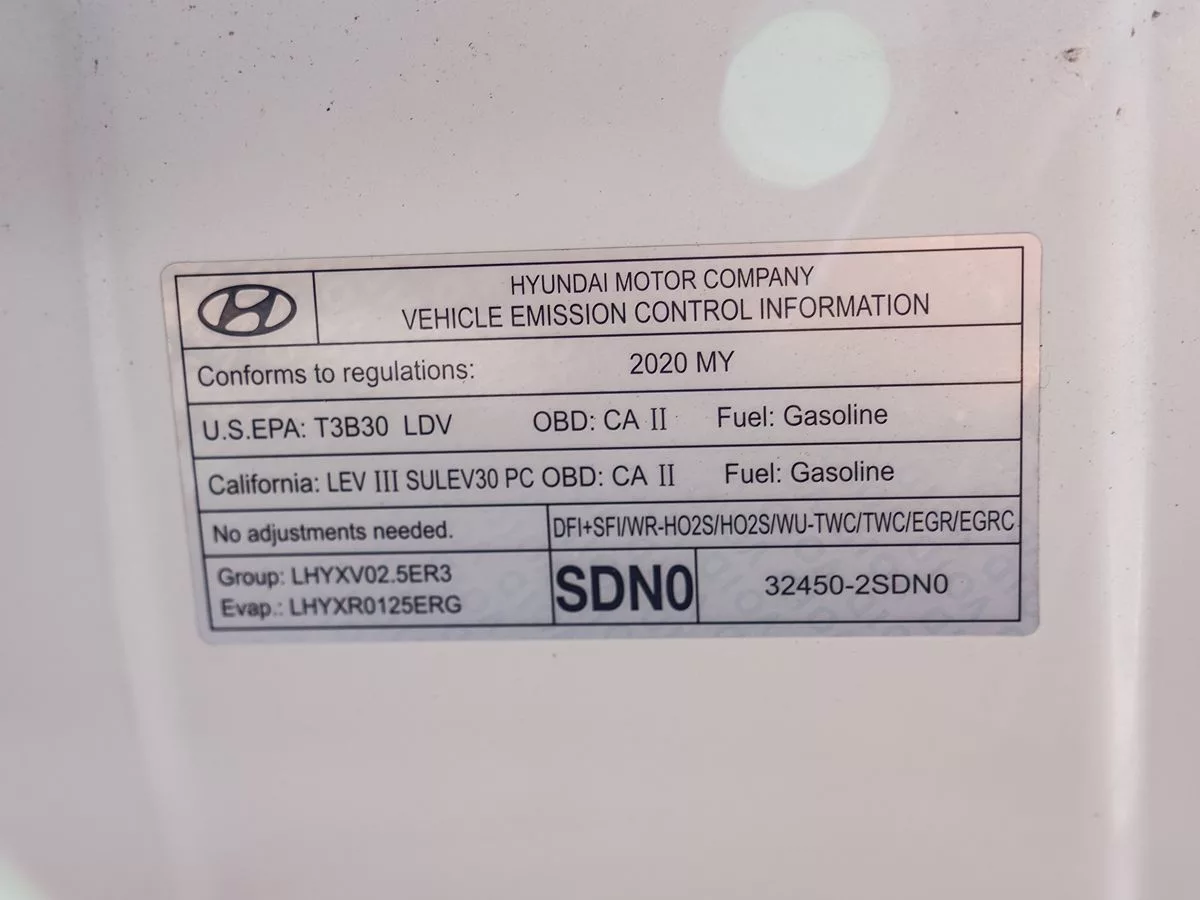 HYUNDAI MOTOR COMPANY
VEHICLE EMISSION CONTROL INFORMATION
Conforms to regulations: 2020 MY
U.S.EPA: T3B30 LDV OBD: CA II Fuel: Gasoline
California: LEV III SULEV30 PC OBD: CA II Fuel: Gasoline
No adjustments needed. DFI+SFI/WR-HO2S/HO2S/WU-TWC/TWC/EGR/EGRC
Group: LHYXV02.5ER3
Evap.: LHYXR0125ERG
SDN0 32450-2SDN0